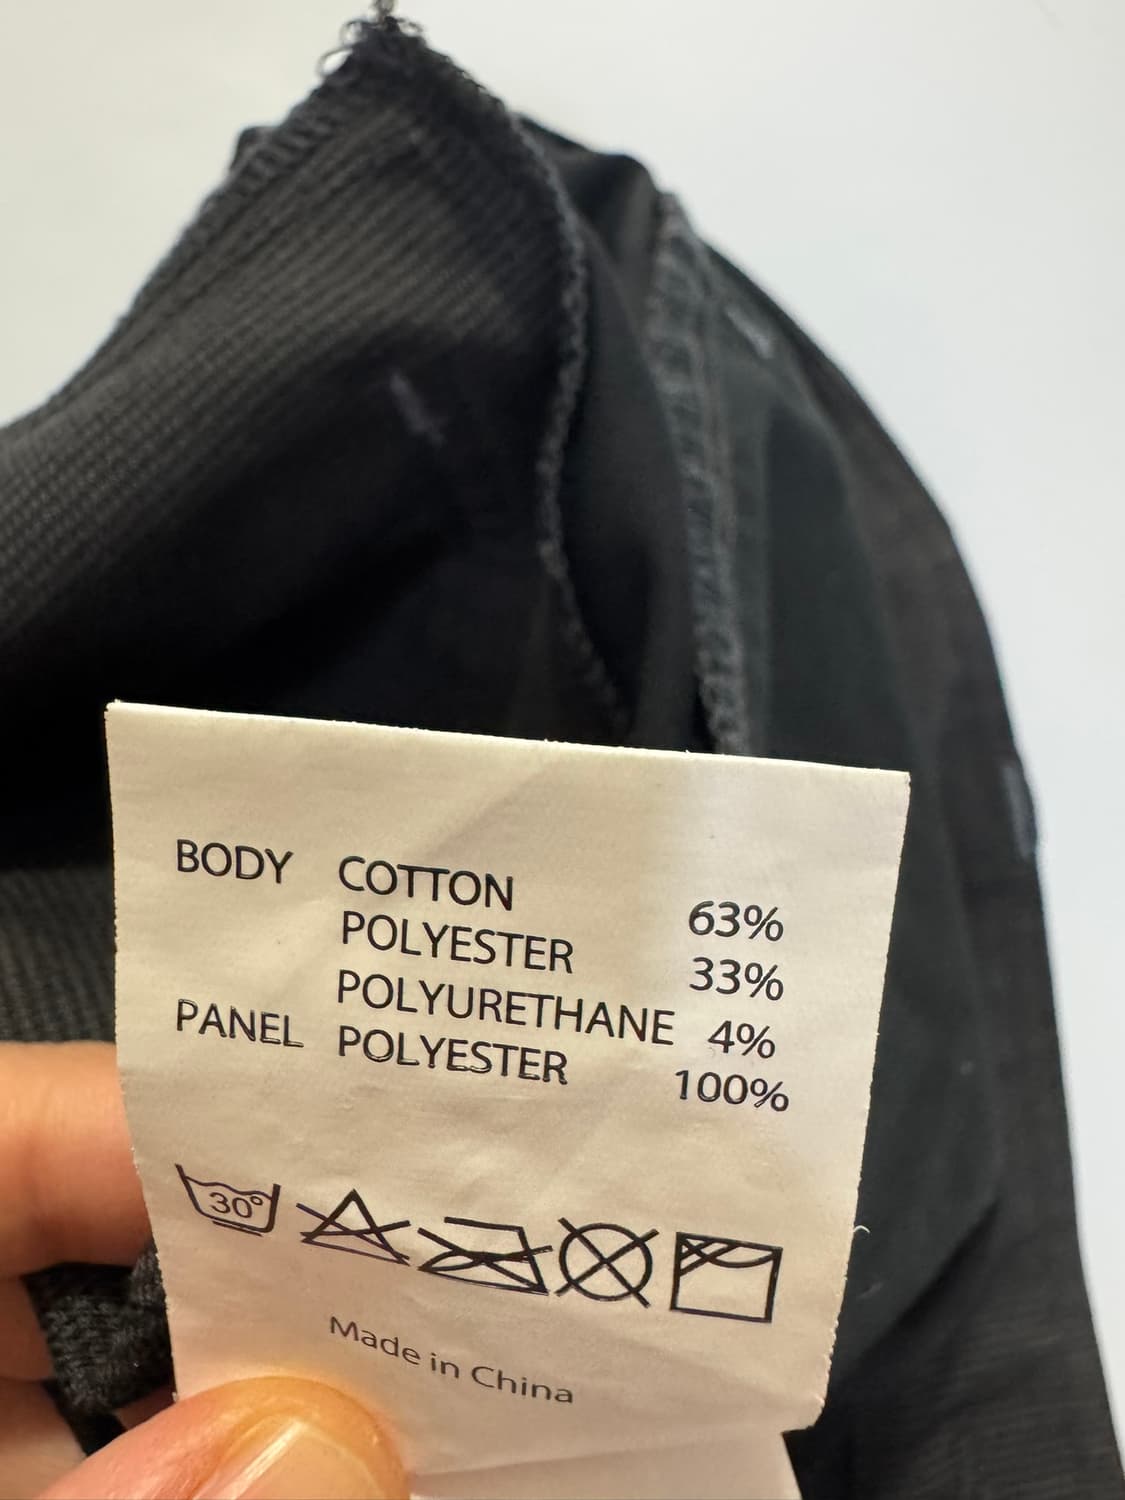 BODY COTTON 63%
POLYESTER 33%
POLYURETHANE 4%
PANEL POLYESTER 100%
30°
Made in China